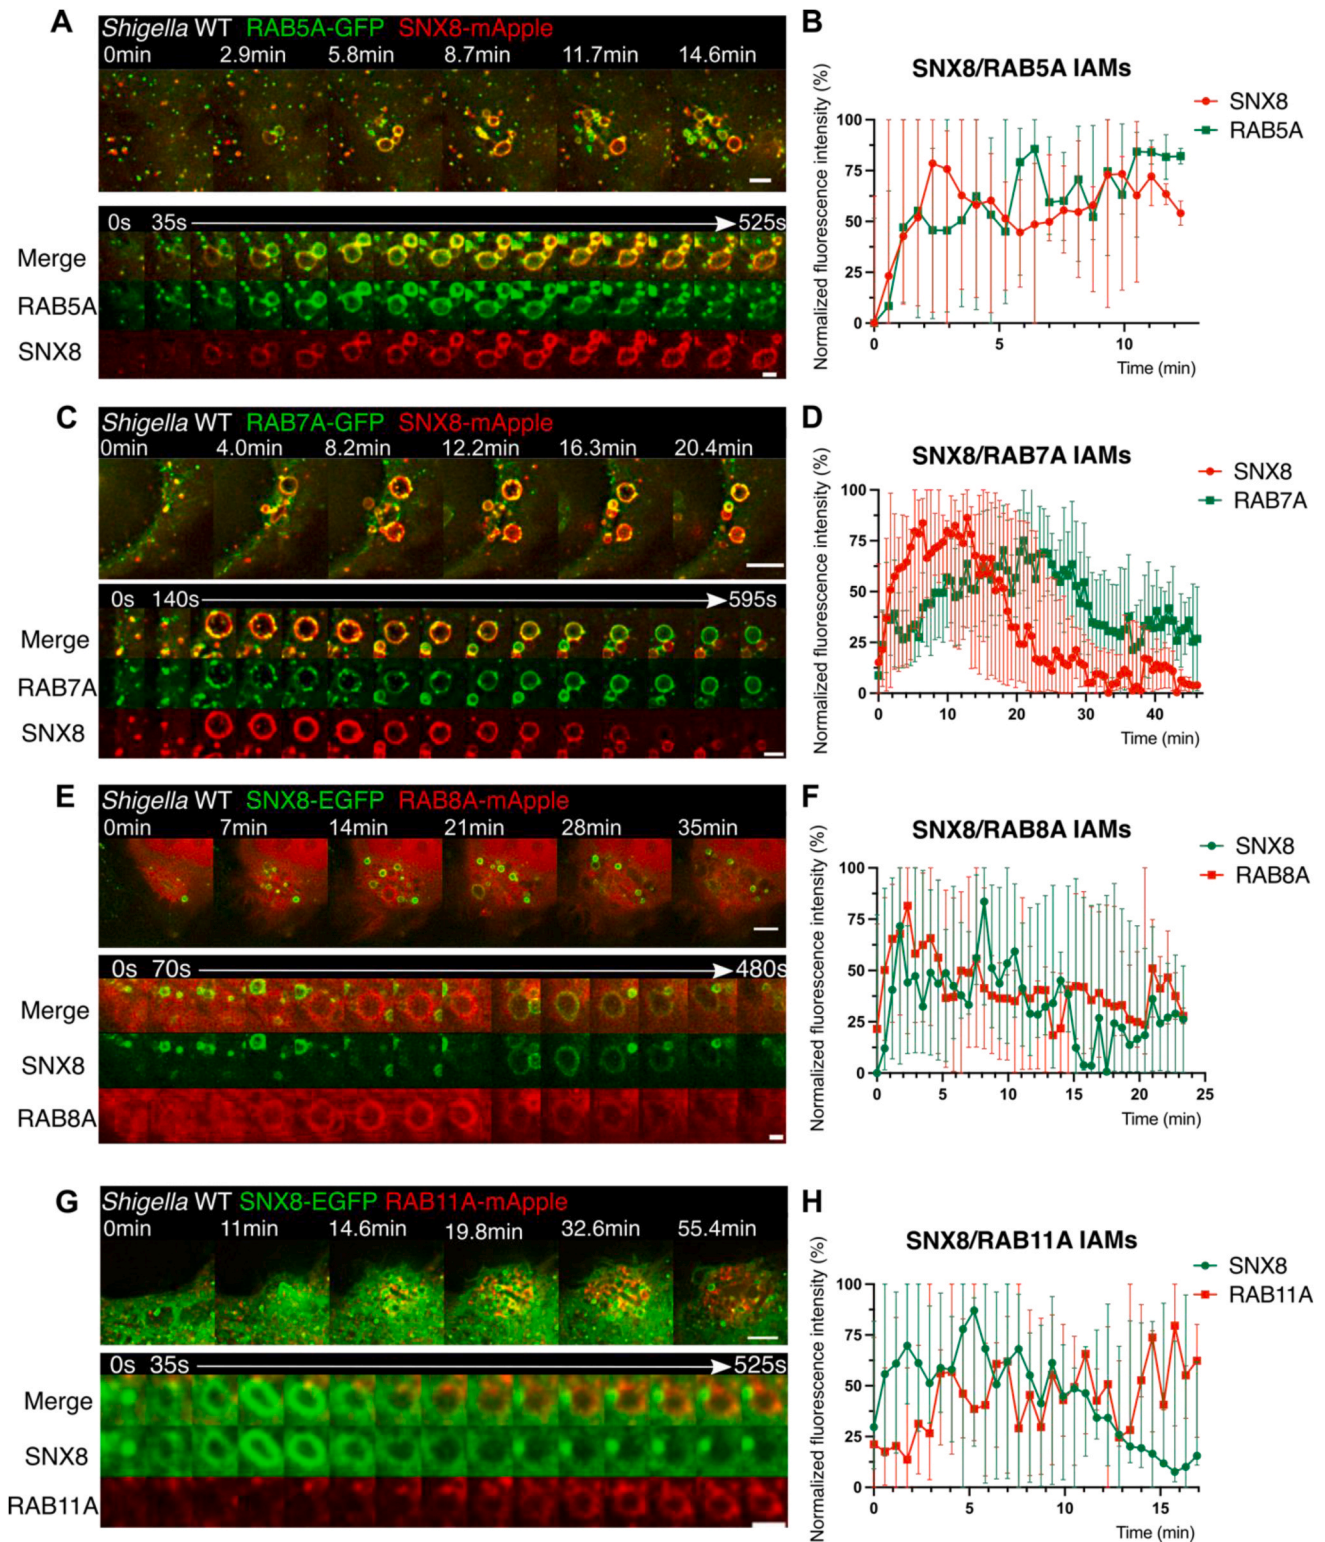 A
Shigella WT RAB5A-GFP SNX8-mApple
0min 2.9min 5.8min 8.7min 11.7min 14.6min
0s 35s 525s
Merge
RAB5A
SNX8
B
SNX8/RAB5A IAMs
SNX8
RAB5A
Normalized fluorescence intensity (%)
100
75
50
25
0
0 5 10
Time (min)
C
Shigella WT RAB7A-GFP SNX8-mApple
0min 4.0min 8.2min 12.2min 16.3min 20.4min
0s 140s 595s
Merge
RAB7A
SNX8
D
SNX8/RAB7A IAMs
SNX8
RAB7A
Normalized fluorescence intensity (%)
100
75
50
25
0
0 10 20 30 40
Time (min)
E
Shigella WT SNX8-EGFP RAB8A-mApple
0min 7min 14min 21min 28min 35min
0s 70s 480s
Merge
SNX8
RAB8A
F
SNX8/RAB8A IAMs
SNX8
RAB8A
Normalized fluorescence intensity (%)
100
75
50
25
0
0 5 10 15 20 25
Time (min)
G
Shigella WT SNX8-EGFP RAB11A-mApple
0min 11min 14.6min 19.8min 32.6min 55.4min
0s 35s 525s
Merge
SNX8
RAB11A
H
SNX8/RAB11A IAMs
SNX8
RAB11A
Normalized fluorescence intensity (%)
100
75
50
25
0
0 5 10 15
Time (min)